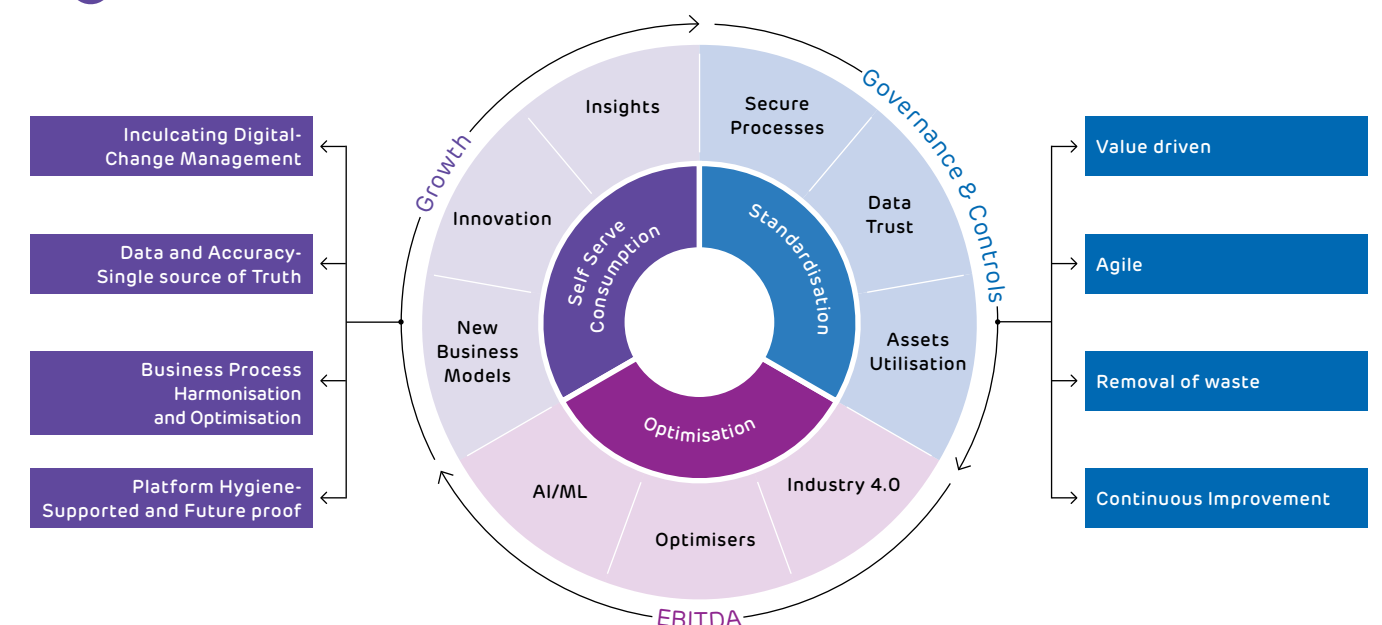 Inculcating Digital-
Change Management
Data and Accuracy-
Single source of Truth
Business Process
Harmonisation
and Optimisation
Platform Hygiene-
Supported and Future proof
Growth
Insights
Innovation
New
Business
Models
Self Serve
Consumption
Governance & Controls
Secure
Processes
Data
Trust
Assets
Utilisation
Standardisation
Optimisation
AI/ML
Optimisers
Industry 4.0
EBITDA
Value driven
Agile
Removal of waste
Continuous Improvement